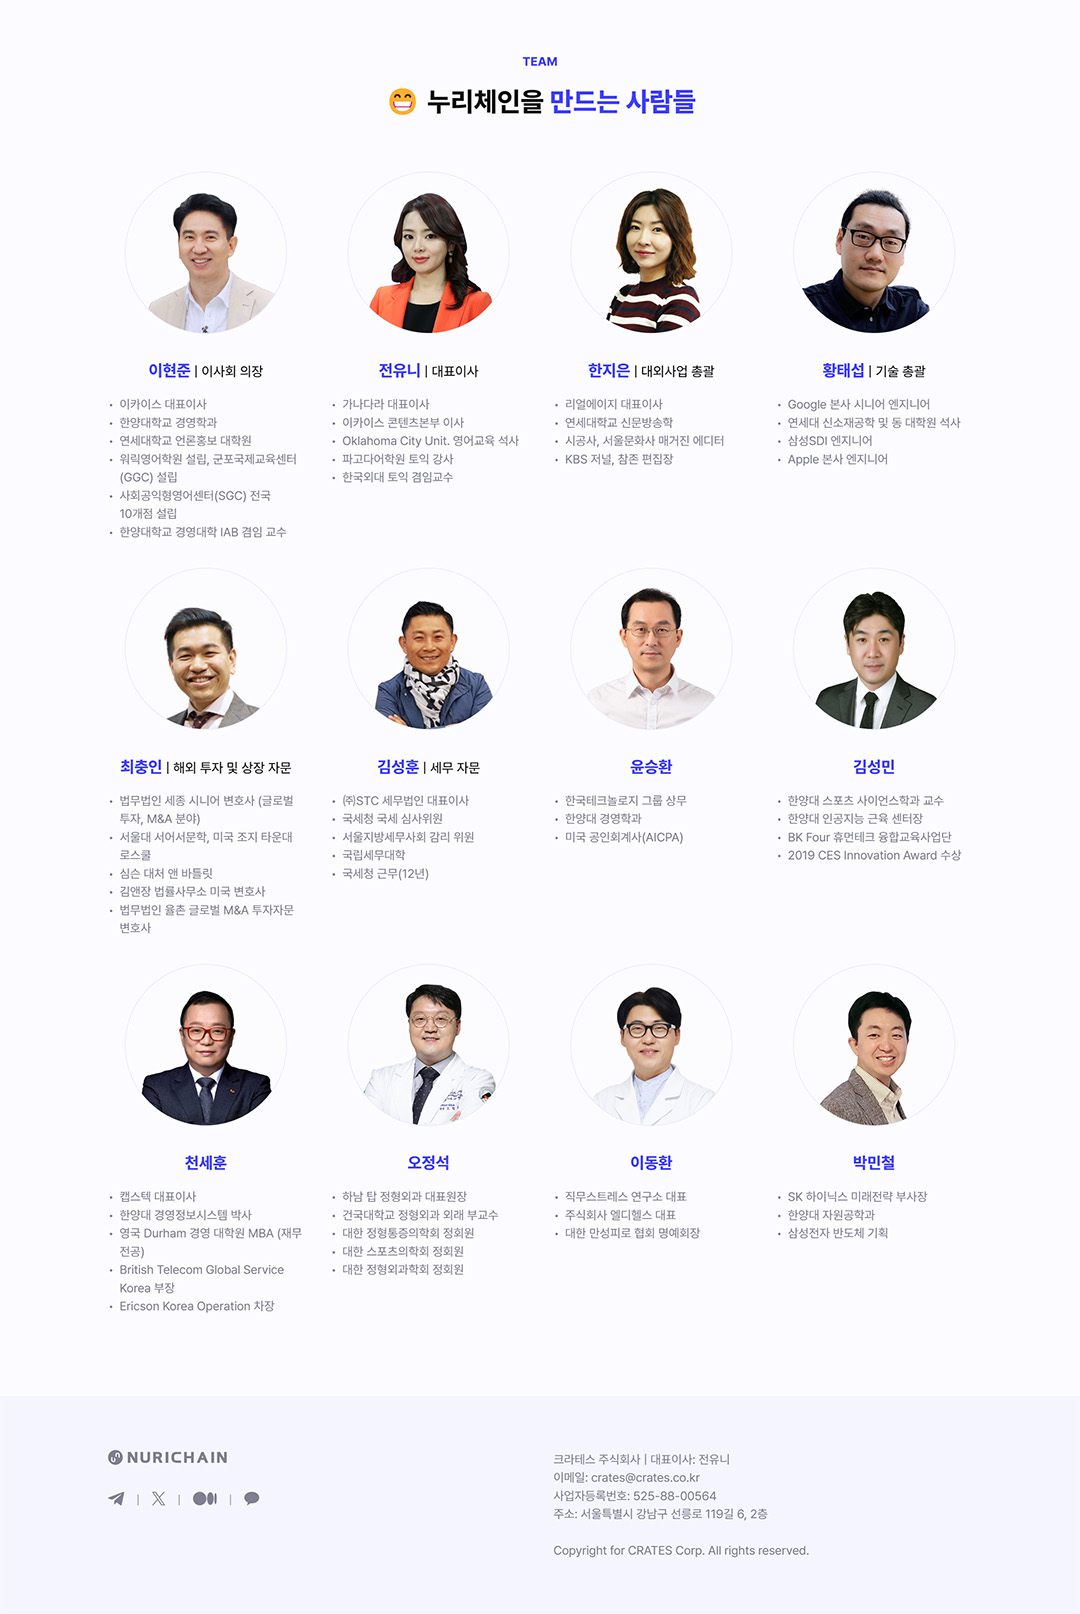 TEAM
누리체인을 만드는 사람들
이현준 | 이사회 의장
• 이카이스 대표이사
• 한양대학교 경영학과
• 연세대학교 언론홍보 대학원
• 워릭영어학원 설립, 군포국제교육센터
(GGC) 설립
• 사회공익형영어센터(SGC) 전국
10개점 설립
• 한양대학교 경영대학 IAB 겸임 교수
전유니 | 대표이사
• 가나다라 대표이사
• 이카이스 콘텐츠본부 이사
• Oklahoma City Unit. 영어교육 석사
• 파고다어학원 토익 강사
• 한국외대 토익 겸임교수
한지은 | 대외사업 총괄
• 리얼에이지 대표이사
• 연세대학교 신문방송학
• 시공사, 서울문화사 매거진 에디터
• KBS 저널, 참존 편집장
황태섭 | 기술 총괄
• Google 본사 시니어 엔지니어
• 연세대 신소재공학 및 동 대학원 석사
• 삼성SDI 엔지니어
• Apple 본사 엔지니어
최충인 | 해외 투자 및 상장 자문
• 법무법인 세종 시니어 변호사 (글로벌
투자, M&A 분야)
• 서울대 서어서문학, 미국 조지 타운대
로스쿨
• 심슨 대처 앤 바틀릿
• 김앤장 법률사무소 미국 변호사
• 법무법인 율촌 글로벌 M&A 투자자문
변호사
김성훈 | 세무 자문
• ㈜STC 세무법인 대표이사
• 국세청 국세 심사위원
• 서울지방세무사회 감리 위원
• 국립세무대학
• 국세청 근무(12년)
윤승환
• 한국테크놀로지 그룹 상무
• 한양대 경영학과
• 미국 공인회계사(AICPA)
김성민
• 한양대 스포츠 사이언스학과 교수
• 한양대 인공지능 근육 센터장
• BK Four 휴먼테크 융합교육사업단
• 2019 CES Innovation Award 수상
천세훈
• 캡스텍 대표이사
• 한양대 경영정보시스템 박사
• 영국 Durham 경영 대학원 MBA (재무
전공)
• British Telecom Global Service
Korea 부장
• Ericson Korea Operation 차장
오정석
• 하남 탑 정형외과 대표원장
• 건국대학교 정형외과 외래 부교수
• 대한 정형통증의학회 정회원
• 대한 스포츠의학회 정회원
• 대한 정형외과학회 정회원
이동환
• 직무스트레스 연구소 대표
• 주식회사 엘디헬스 대표
• 대한 만성피로 협회 명예회장
박민철
• SK 하이닉스 미래전략 부사장
• 한양대 자원공학과
• 삼성전자 반도체 기획
NURICHAIN
크라테스 주식회사 | 대표이사: 전유니
이메일: crates@crates.co.kr
사업자등록번호: 525-88-00564
주소: 서울특별시 강남구 선릉로 119길 6, 2층
Copyright for CRATES Corp. All rights reserved.